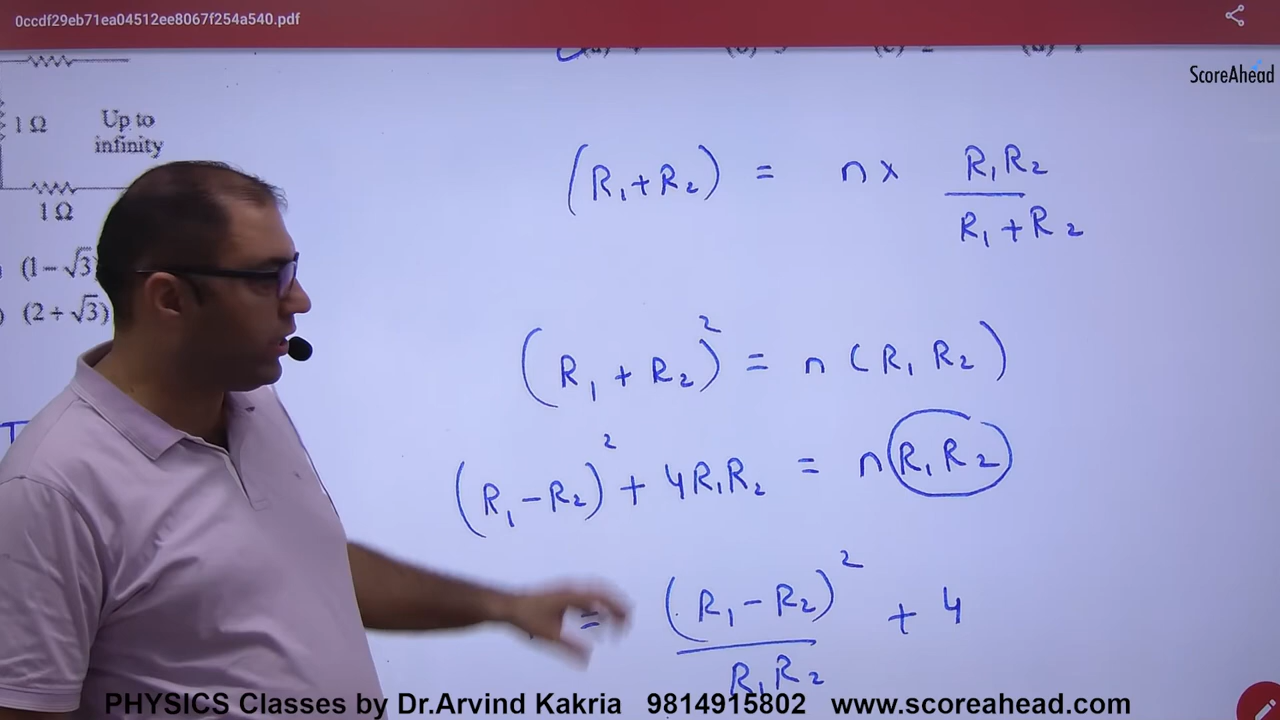 0ccdf29eb71ea04512ee8067f254a540.pdf
ScoreAhead
1 Ω
Up to
infinity
1 Ω
(1 – √3)
(2 + √3)
(R₁+R₂) = n × R₁R₂ / R₁+R₂
(R₁+R₂)² = n(R₁R₂)
(R₁–R₂)² + 4R₁R₂ = n R₁R₂
= (R₁–R₂)² / R₁R₂ + 4
PHYSICS Classes by Dr.Arvind Kakria 9814915802 www.scoreahead.com